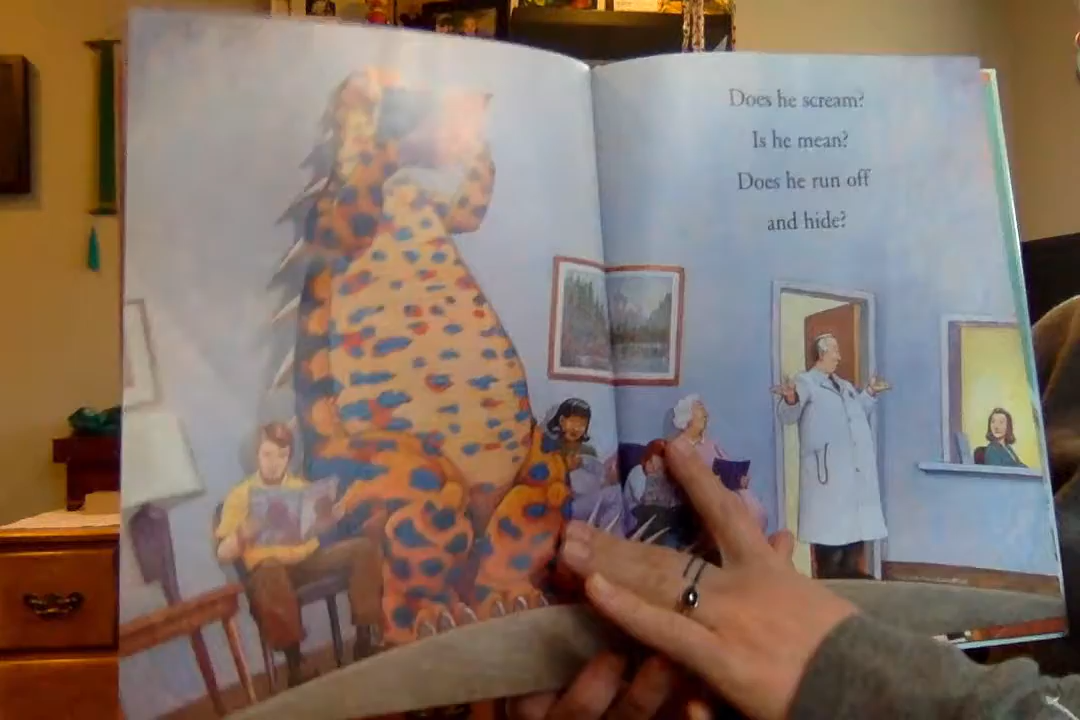 Does he scream?
Is he mean?
Does he run off
and hide?